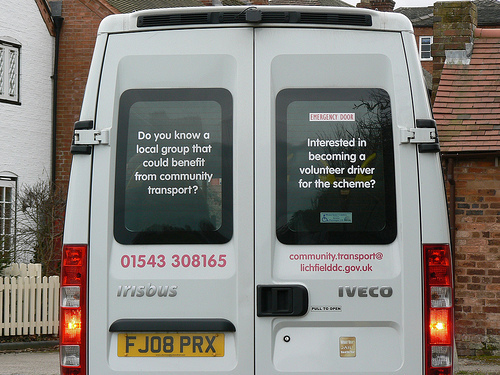 Do you know a
local group that
could benefit
from community
transport?
EMERGENCY DOOR
Interested in
becoming a
volunteer driver
for the scheme?
01543 308165
community.transport@
lichfielddc.gov.uk
irisbus
IVECO
PULL TO OPEN
FJ08 PRX